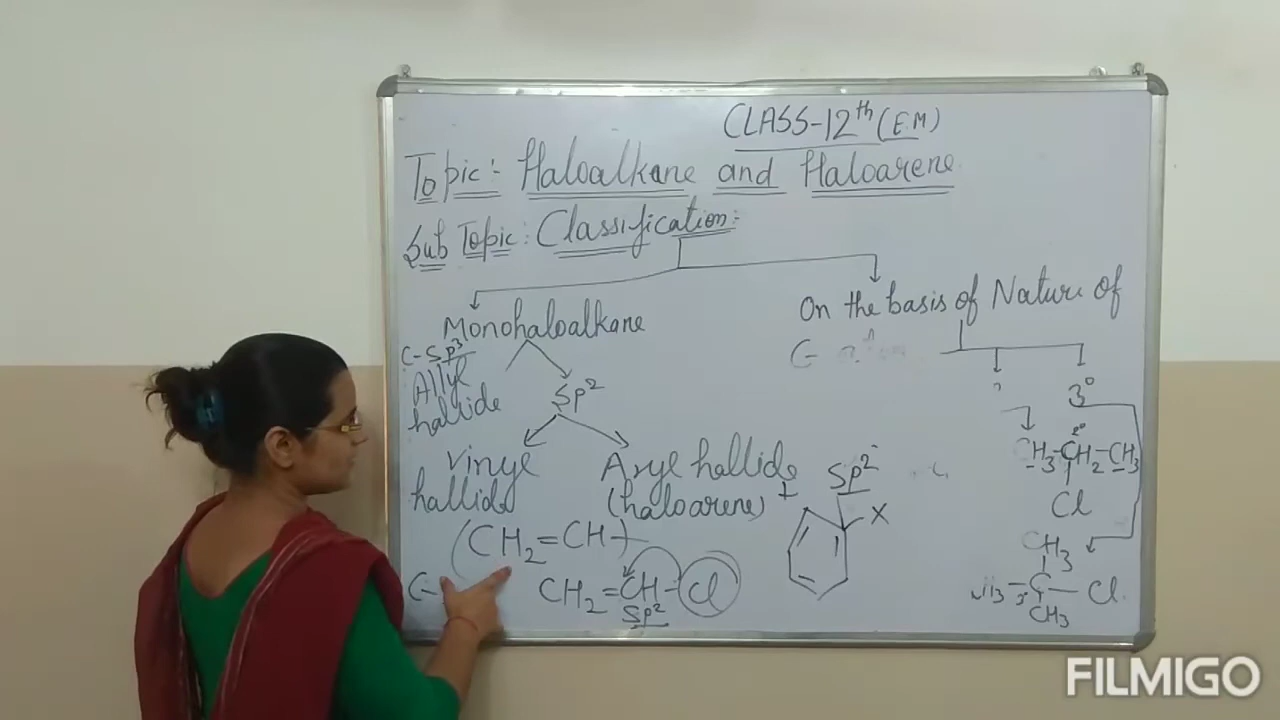 CLASS-12th (E.M)
Topic:- Haloalkane and Haloarene
Sub Topic: Classification:-
Monohaloalkane
On the basis of Nature of
C-
C-Sp³
Allyl
hallide
Sp²
3°
Vinyl
hallide
Aryl hallide
(haloarene)
Sp²
X
CH₃-CH₂-CH₃
2°
Cl
(CH₂=CH)
C-
CH₂=CH-Cl
Sp²
CH₃
C-Cl
3°
CH₃
FILMIGO